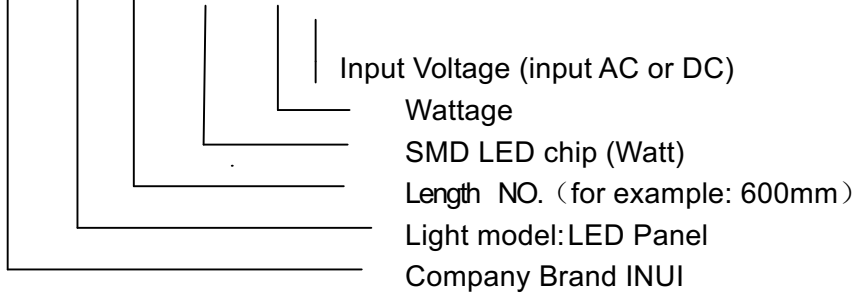 Input Voltage (input AC or DC)
Wattage
SMD LED chip (Watt)
Length NO.（for example: 600mm）
Light model:LED Panel
Company Brand INUI